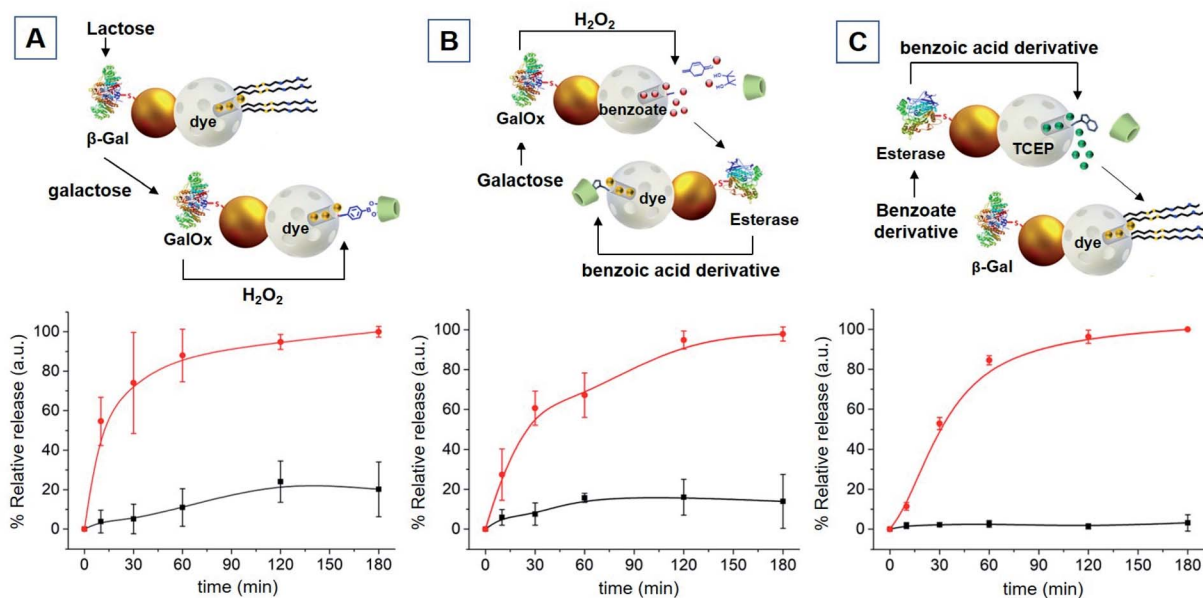 A
Lactose
β-Gal
dye
galactose
GalOx
dye
H₂O₂
% Relative release (a.u.)
100
80
60
40
20
0
0 30 60 90 120 150 180
time (min)
B
H₂O₂
GalOx
benzoate
Galactose
dye
Esterase
benzoic acid derivative
% Relative release (a.u.)
100
80
60
40
20
0
0 30 60 90 120 150 180
time (min)
C
benzoic acid derivative
Esterase
TCEP
Benzoate
derivative
β-Gal
dye
% Relative release (a.u.)
100
80
60
40
20
0
0 30 60 90 120 150 180
time (min)